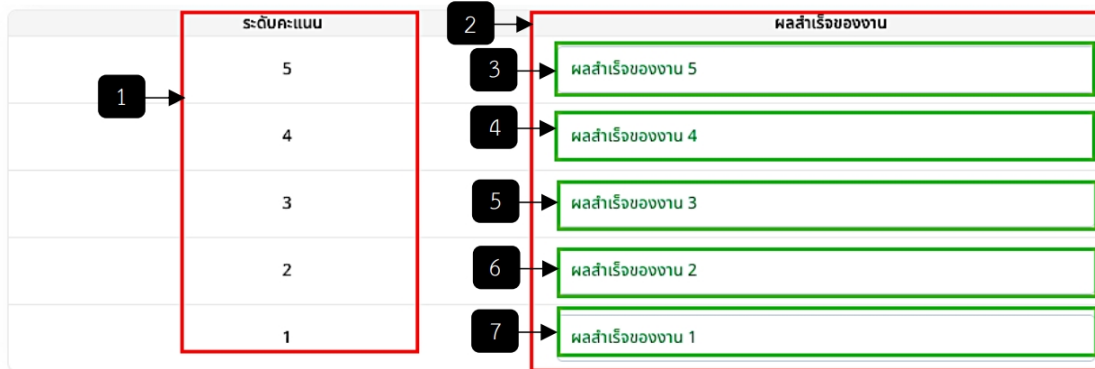 ระดับคะแนน 2 ผลสำเร็จของงาน
5 3 ผลสำเร็จของงาน 5
1
4 4 ผลสำเร็จของงาน 4
3 5 ผลสำเร็จของงาน 3
2 6 ผลสำเร็จของงาน 2
1 7 ผลสำเร็จของงาน 1